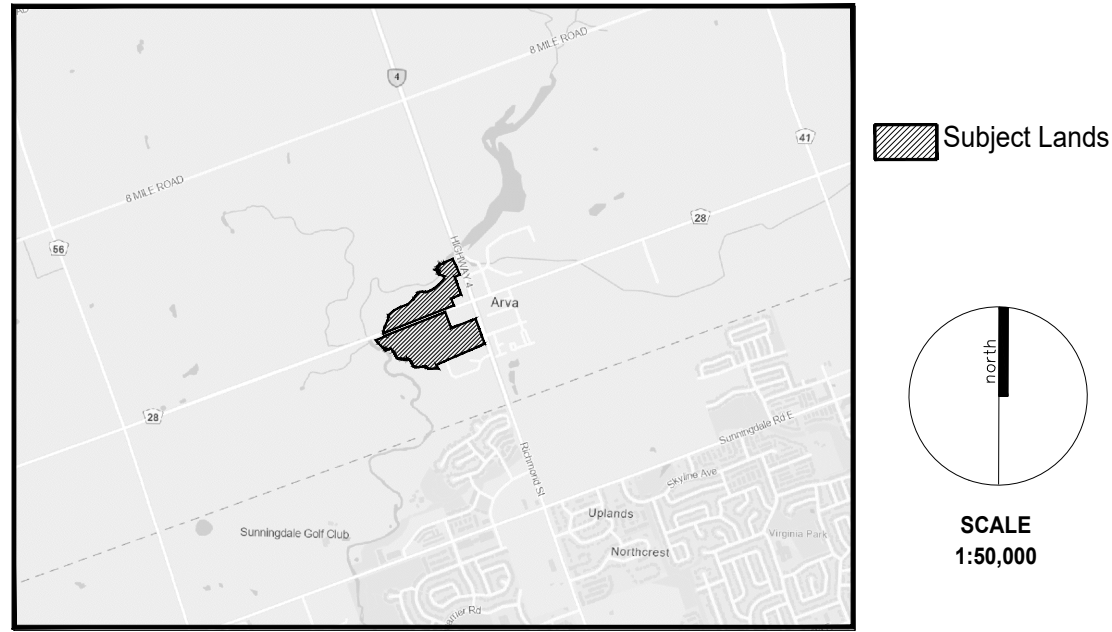 8 MILE ROAD
4
Subject Lands
41
8 MILE ROAD
28
66
HIGHWAY 4
Arva
north
28
Sunningdale Rd E
Richmond St
Skyline Ave
Uplands
SCALE
1:50,000
Sunningdale Golf Club
Virginia Park
Northcrest